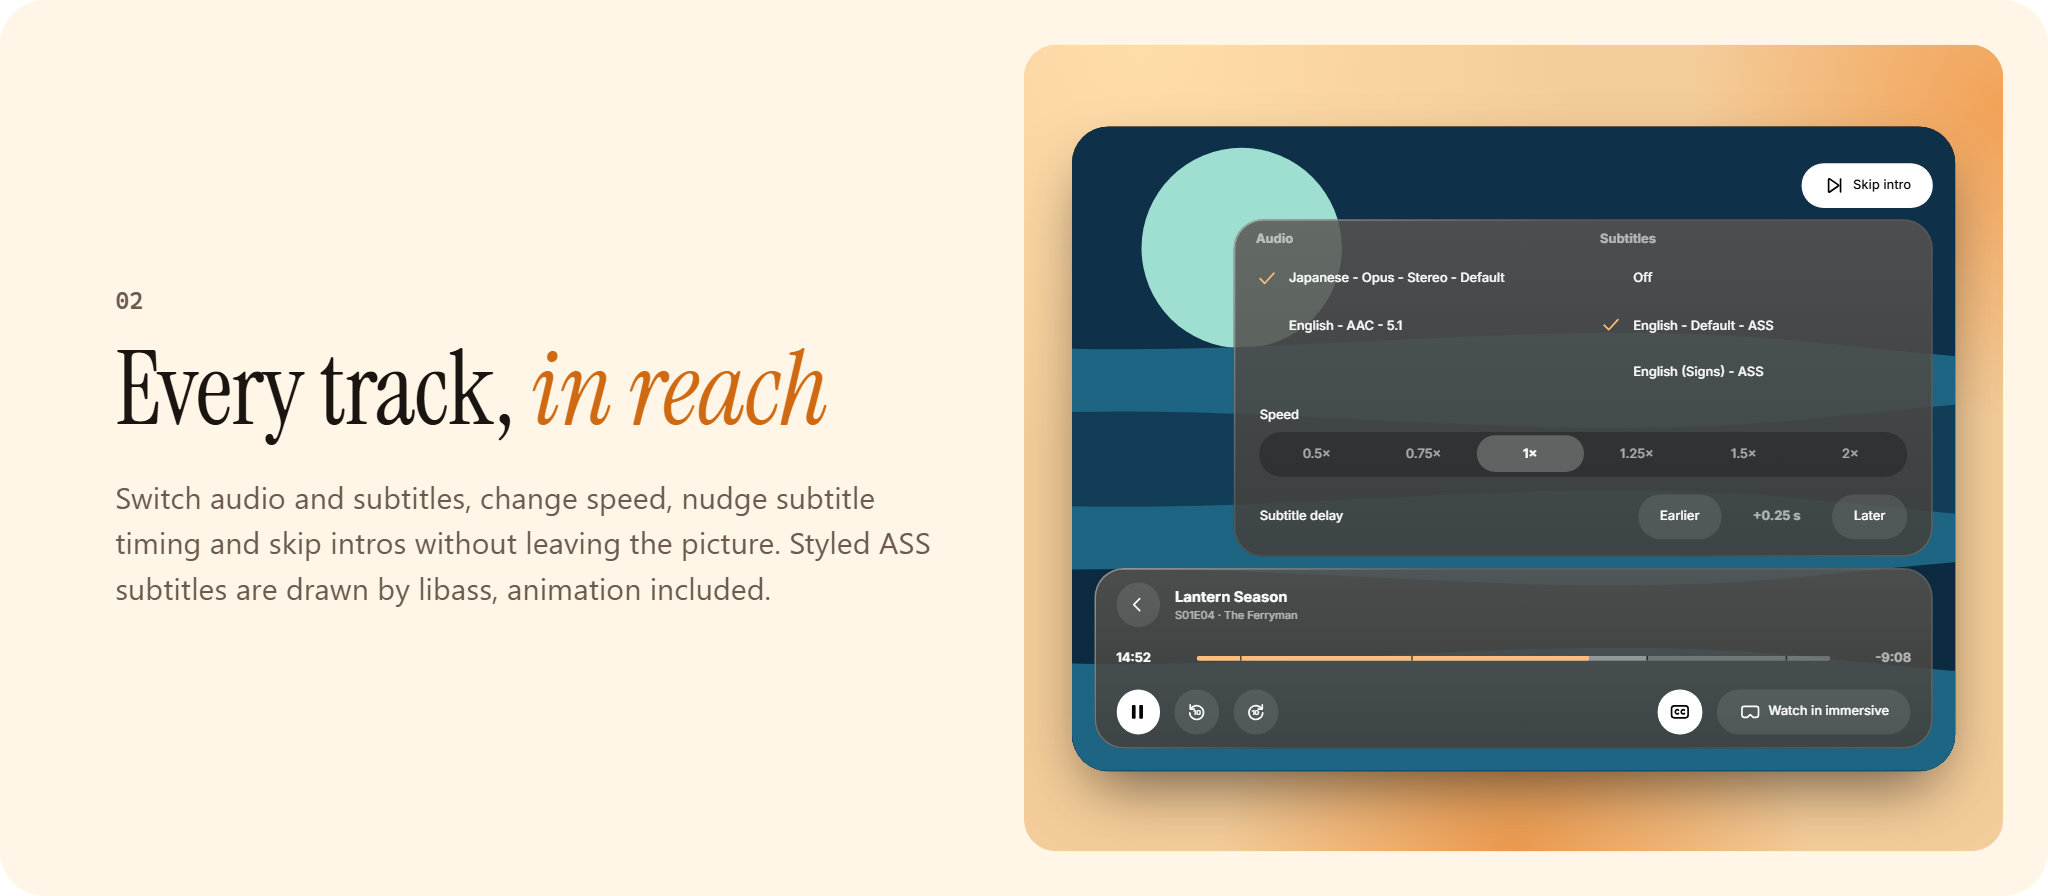 02
Every track, in reach
Switch audio and subtitles, change speed, nudge subtitle
timing and skip intros without leaving the picture. Styled ASS
subtitles are drawn by libass, animation included.
Skip intro
Audio
Japanese - Opus - Stereo - Default
English - AAC - 5.1
Subtitles
Off
English - Default - ASS
English (Signs) - ASS
Speed
0.5× 0.75× 1× 1.25× 1.5× 2×
Subtitle delay Earlier +0.25 s Later
Lantern Season
S01E04 · The Ferryman
14:52 -9:08
10 10 CC Watch in immersive